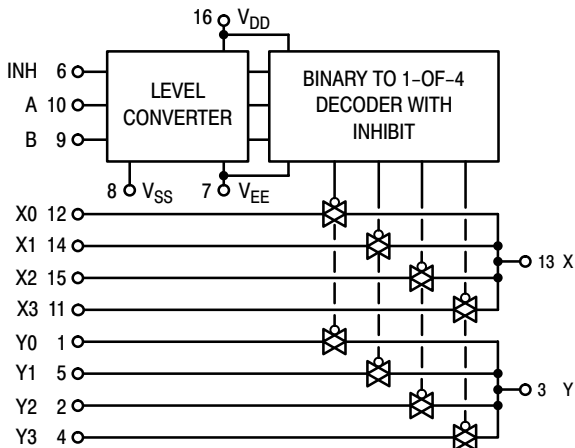 16 VDD
INH 6
A 10
B 9
LEVEL
CONVERTER
BINARY TO 1-OF-4
DECODER WITH
INHIBIT
8 VSS
7 VEE
X0 12
X1 14
X2 15
X3 11
13 X
Y0 1
Y1 5
Y2 2
Y3 4
3 Y